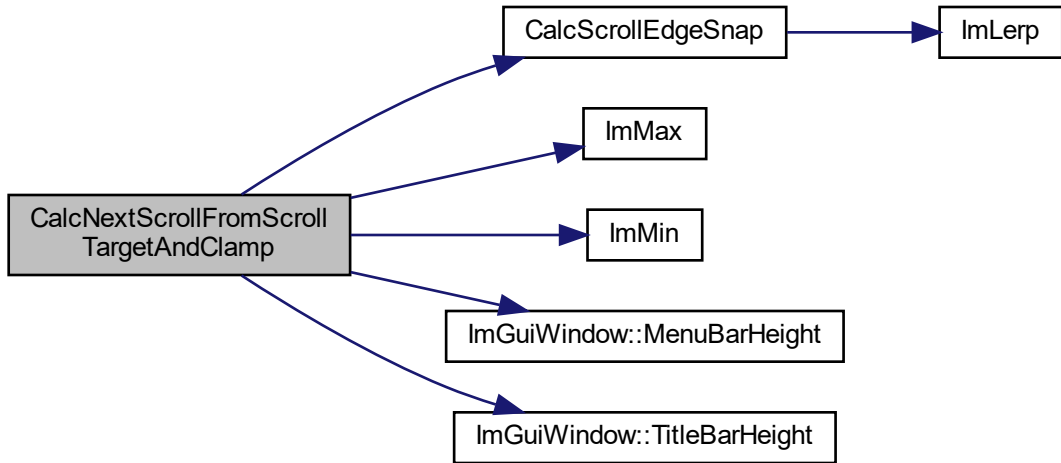 CalcScrollEdgeSnap
ImLerp
ImMax
CalcNextScrollFromScroll
TargetAndClamp
ImMin
ImGuiWindow::MenuBarHeight
ImGuiWindow::TitleBarHeight